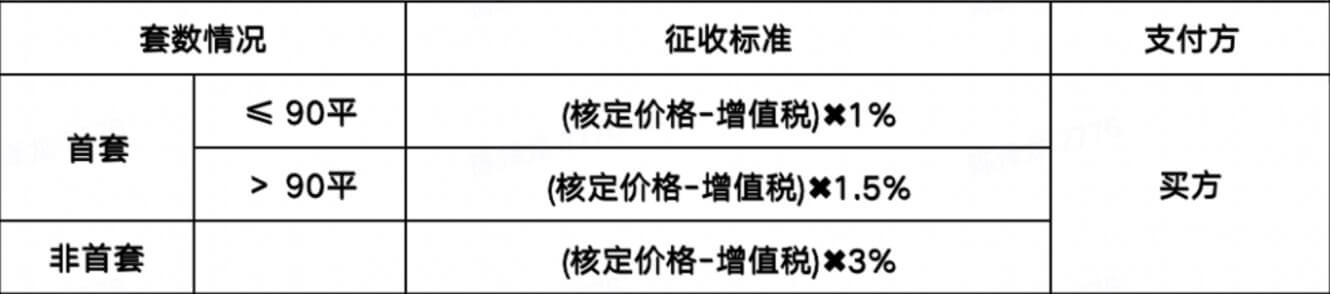 套数情况 征收标准 支付方
首套 ≤ 90平 (核定价格-增值税)✖1%
> 90平 (核定价格-增值税)✖1.5% 买方
非首套 (核定价格-增值税)✖3%